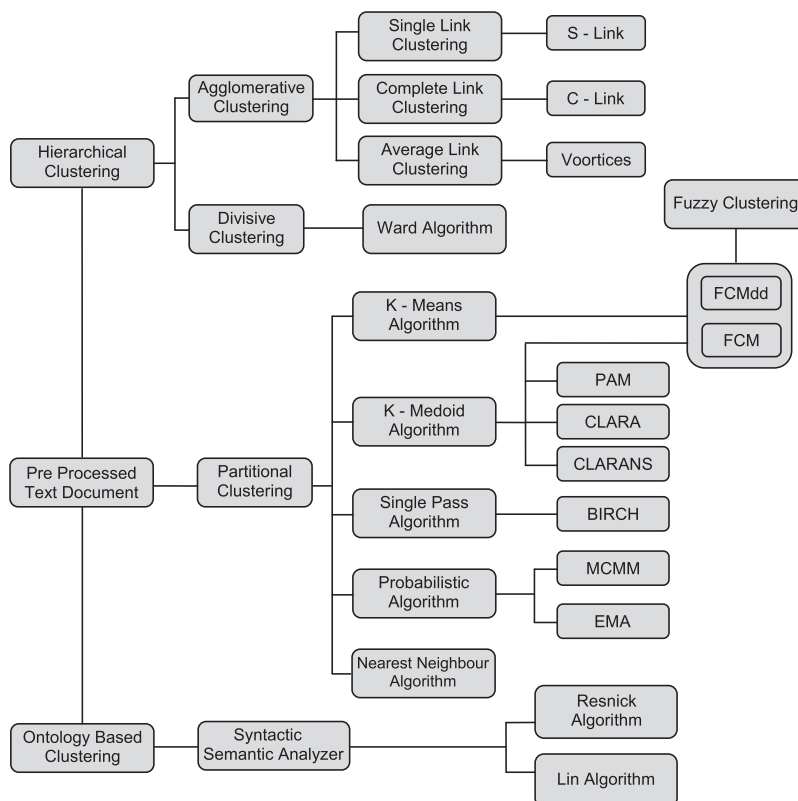 Single Link
Clustering
S - Link
Agglomerative
Clustering
Complete Link
Clustering
C - Link
Hierarchical
Clustering
Average Link
Clustering
Voortices
Fuzzy Clustering
Divisive
Clustering
Ward Algorithm
FCMdd
K - Means
Algorithm
FCM
PAM
K - Medoid
Algorithm
CLARA
CLARANS
Pre Processed
Text Document
Partitional
Clustering
Single Pass
Algorithm
BIRCH
MCMM
Probabilistic
Algorithm
EMA
Nearest Neighbour
Algorithm
Ontology Based
Clustering
Syntactic
Semantic Analyzer
Resnick
Algorithm
Lin Algorithm